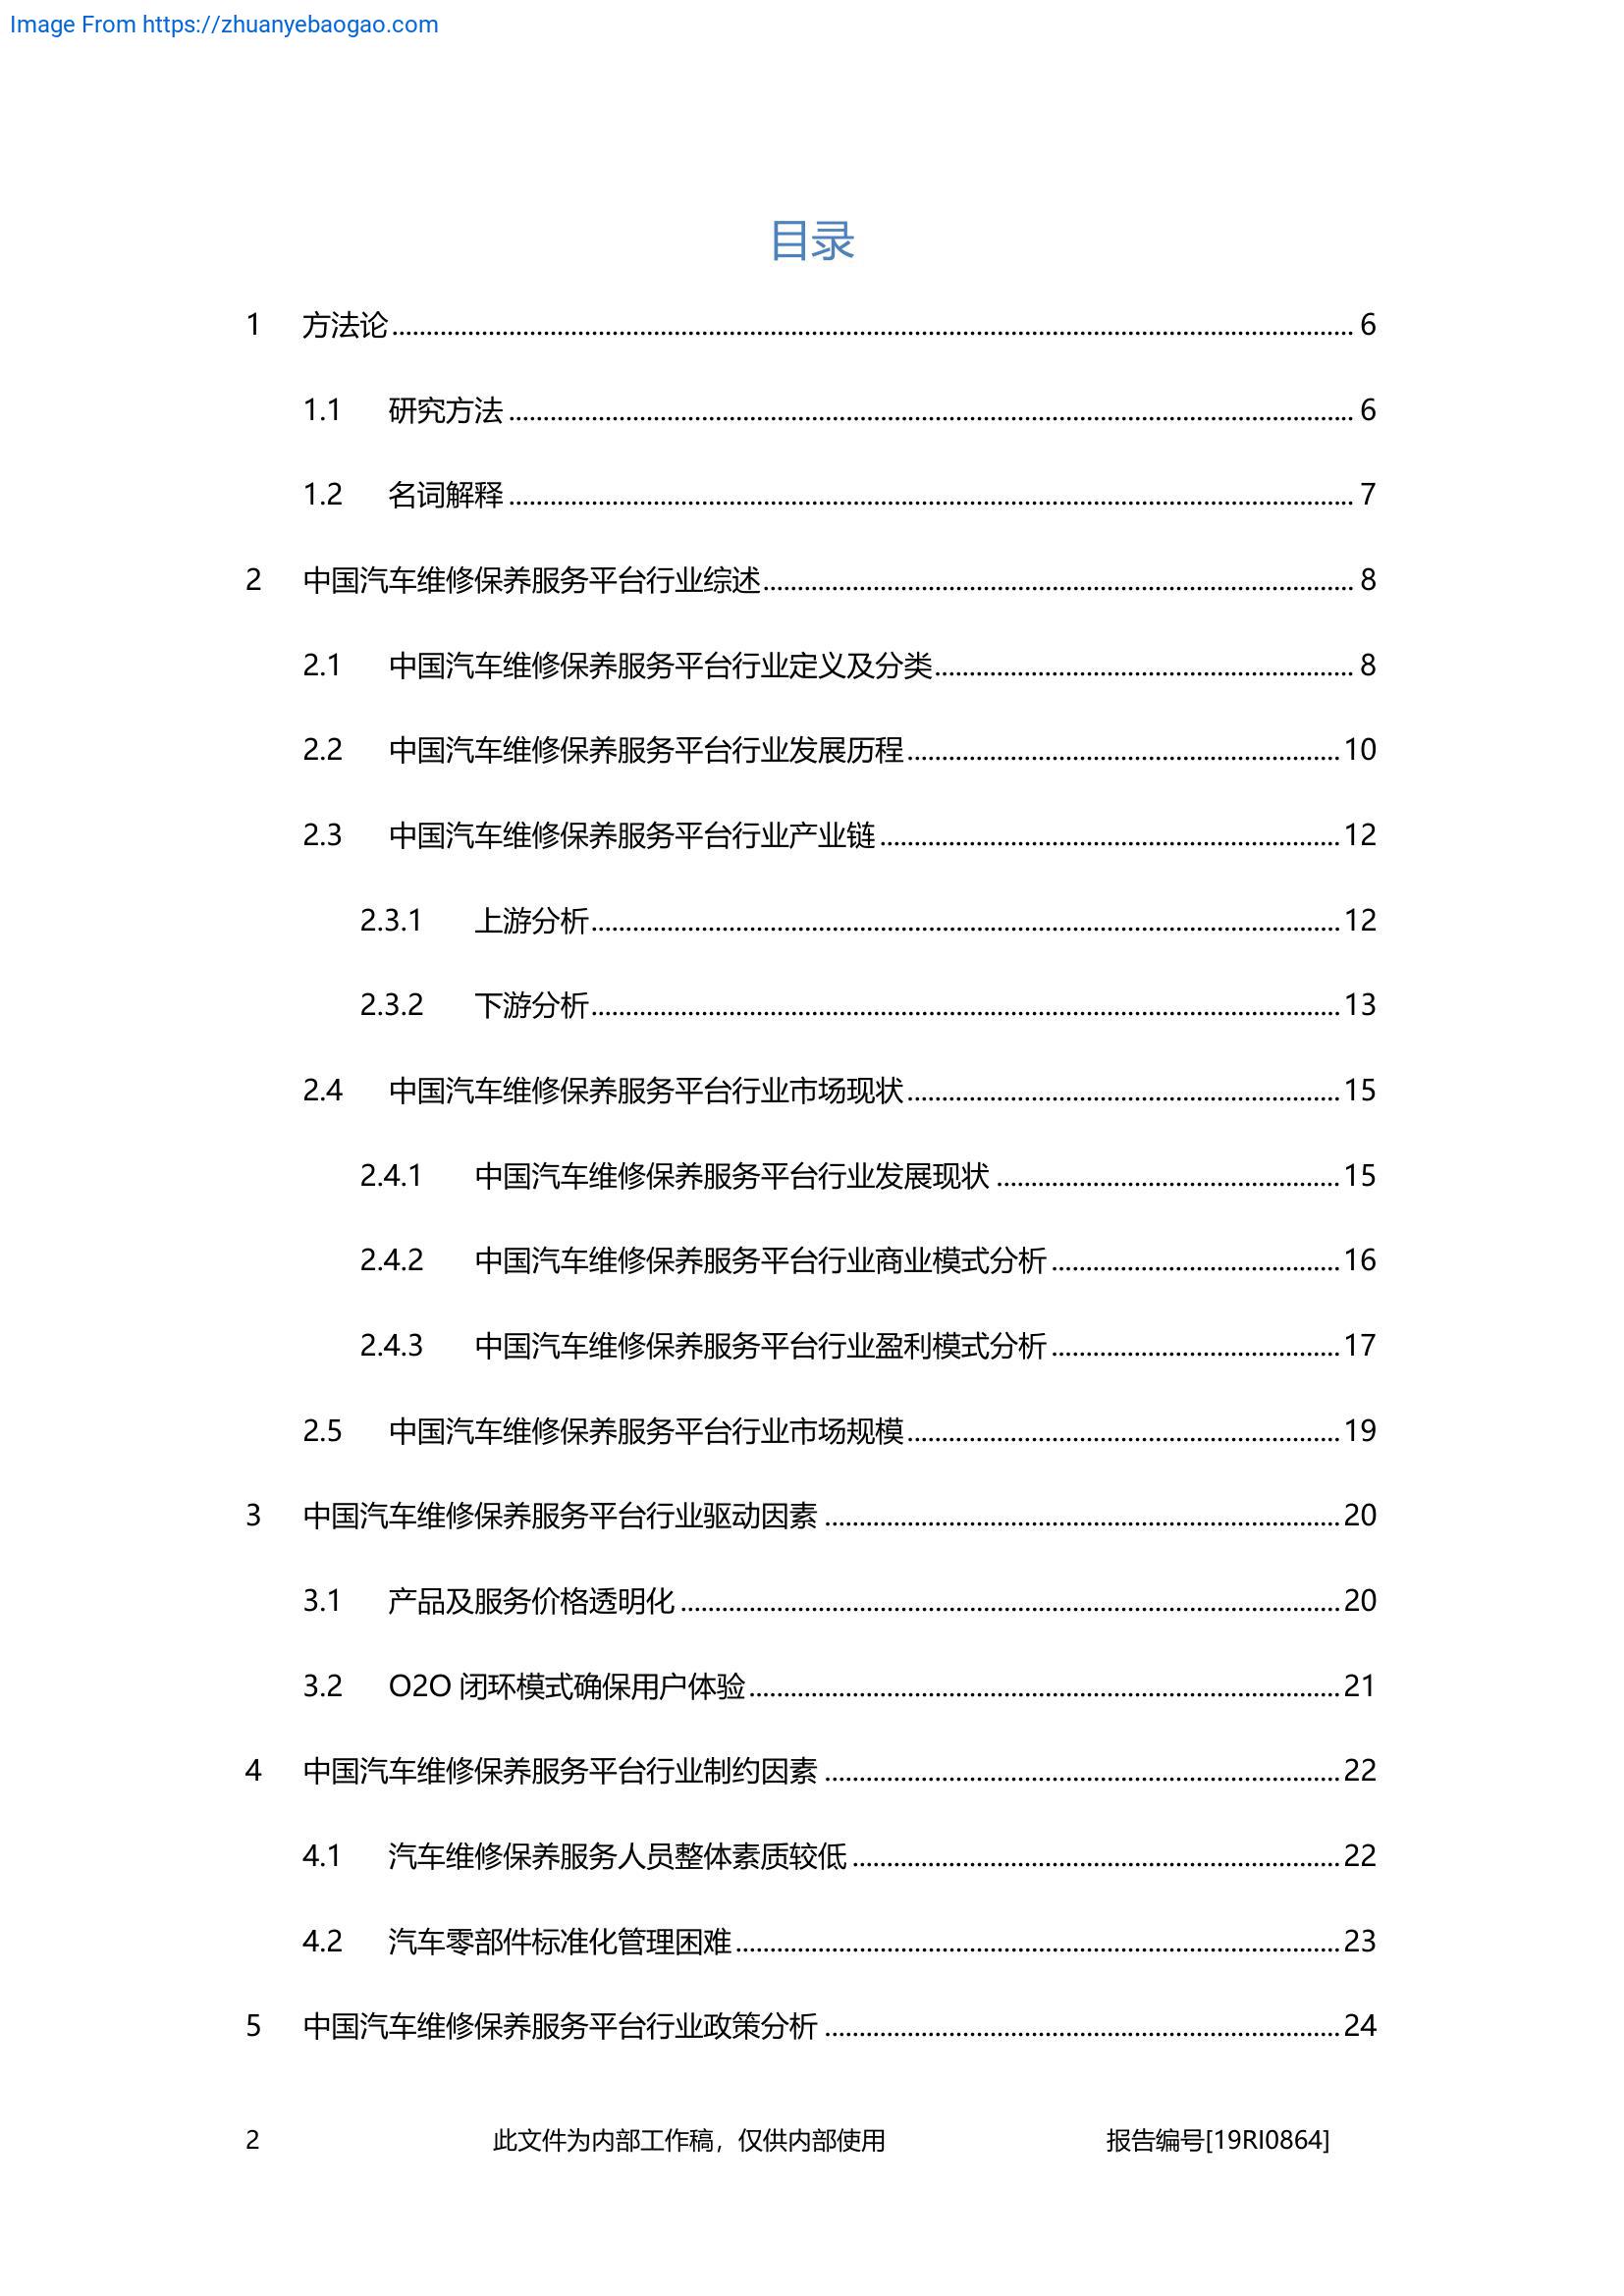 Image From https://zhuanyebaogao.com
目录
1 方法论 6
1.1 研究方法 6
1.2 名词解释 7
2 中国汽车维修保养服务平台行业综述 8
2.1 中国汽车维修保养服务平台行业定义及分类 8
2.2 中国汽车维修保养服务平台行业发展历程 10
2.3 中国汽车维修保养服务平台行业产业链 12
2.3.1 上游分析 12
2.3.2 下游分析 13
2.4 中国汽车维修保养服务平台行业市场现状 15
2.4.1 中国汽车维修保养服务平台行业发展现状 15
2.4.2 中国汽车维修保养服务平台行业商业模式分析 16
2.4.3 中国汽车维修保养服务平台行业盈利模式分析 17
2.5 中国汽车维修保养服务平台行业市场规模 19
3 中国汽车维修保养服务平台行业驱动因素 20
3.1 产品及服务价格透明化 20
3.2 O2O 闭环模式确保用户体验 21
4 中国汽车维修保养服务平台行业制约因素 22
4.1 汽车维修保养服务人员整体素质较低 22
4.2 汽车零部件标准化管理困难 23
5 中国汽车维修保养服务平台行业政策分析 24
2 此文件为内部工作稿，仅供内部使用 报告编号[19RI0864]